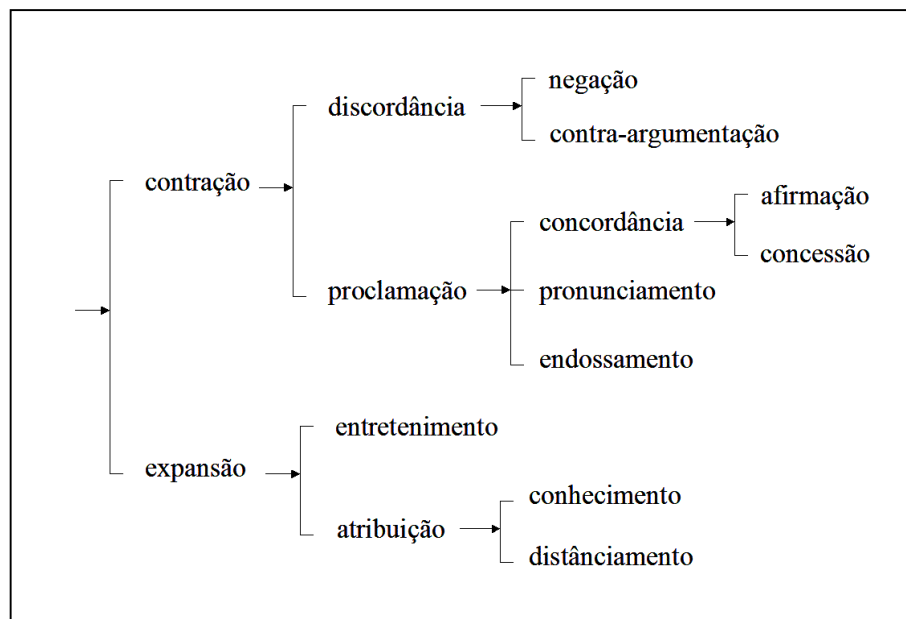 negação
discordância
contra-argumentação
contração
afirmação
concordância
concessão
proclamação
pronunciamento
endossamento
entretenimento
expansão
conhecimento
atribuição
distânciamento